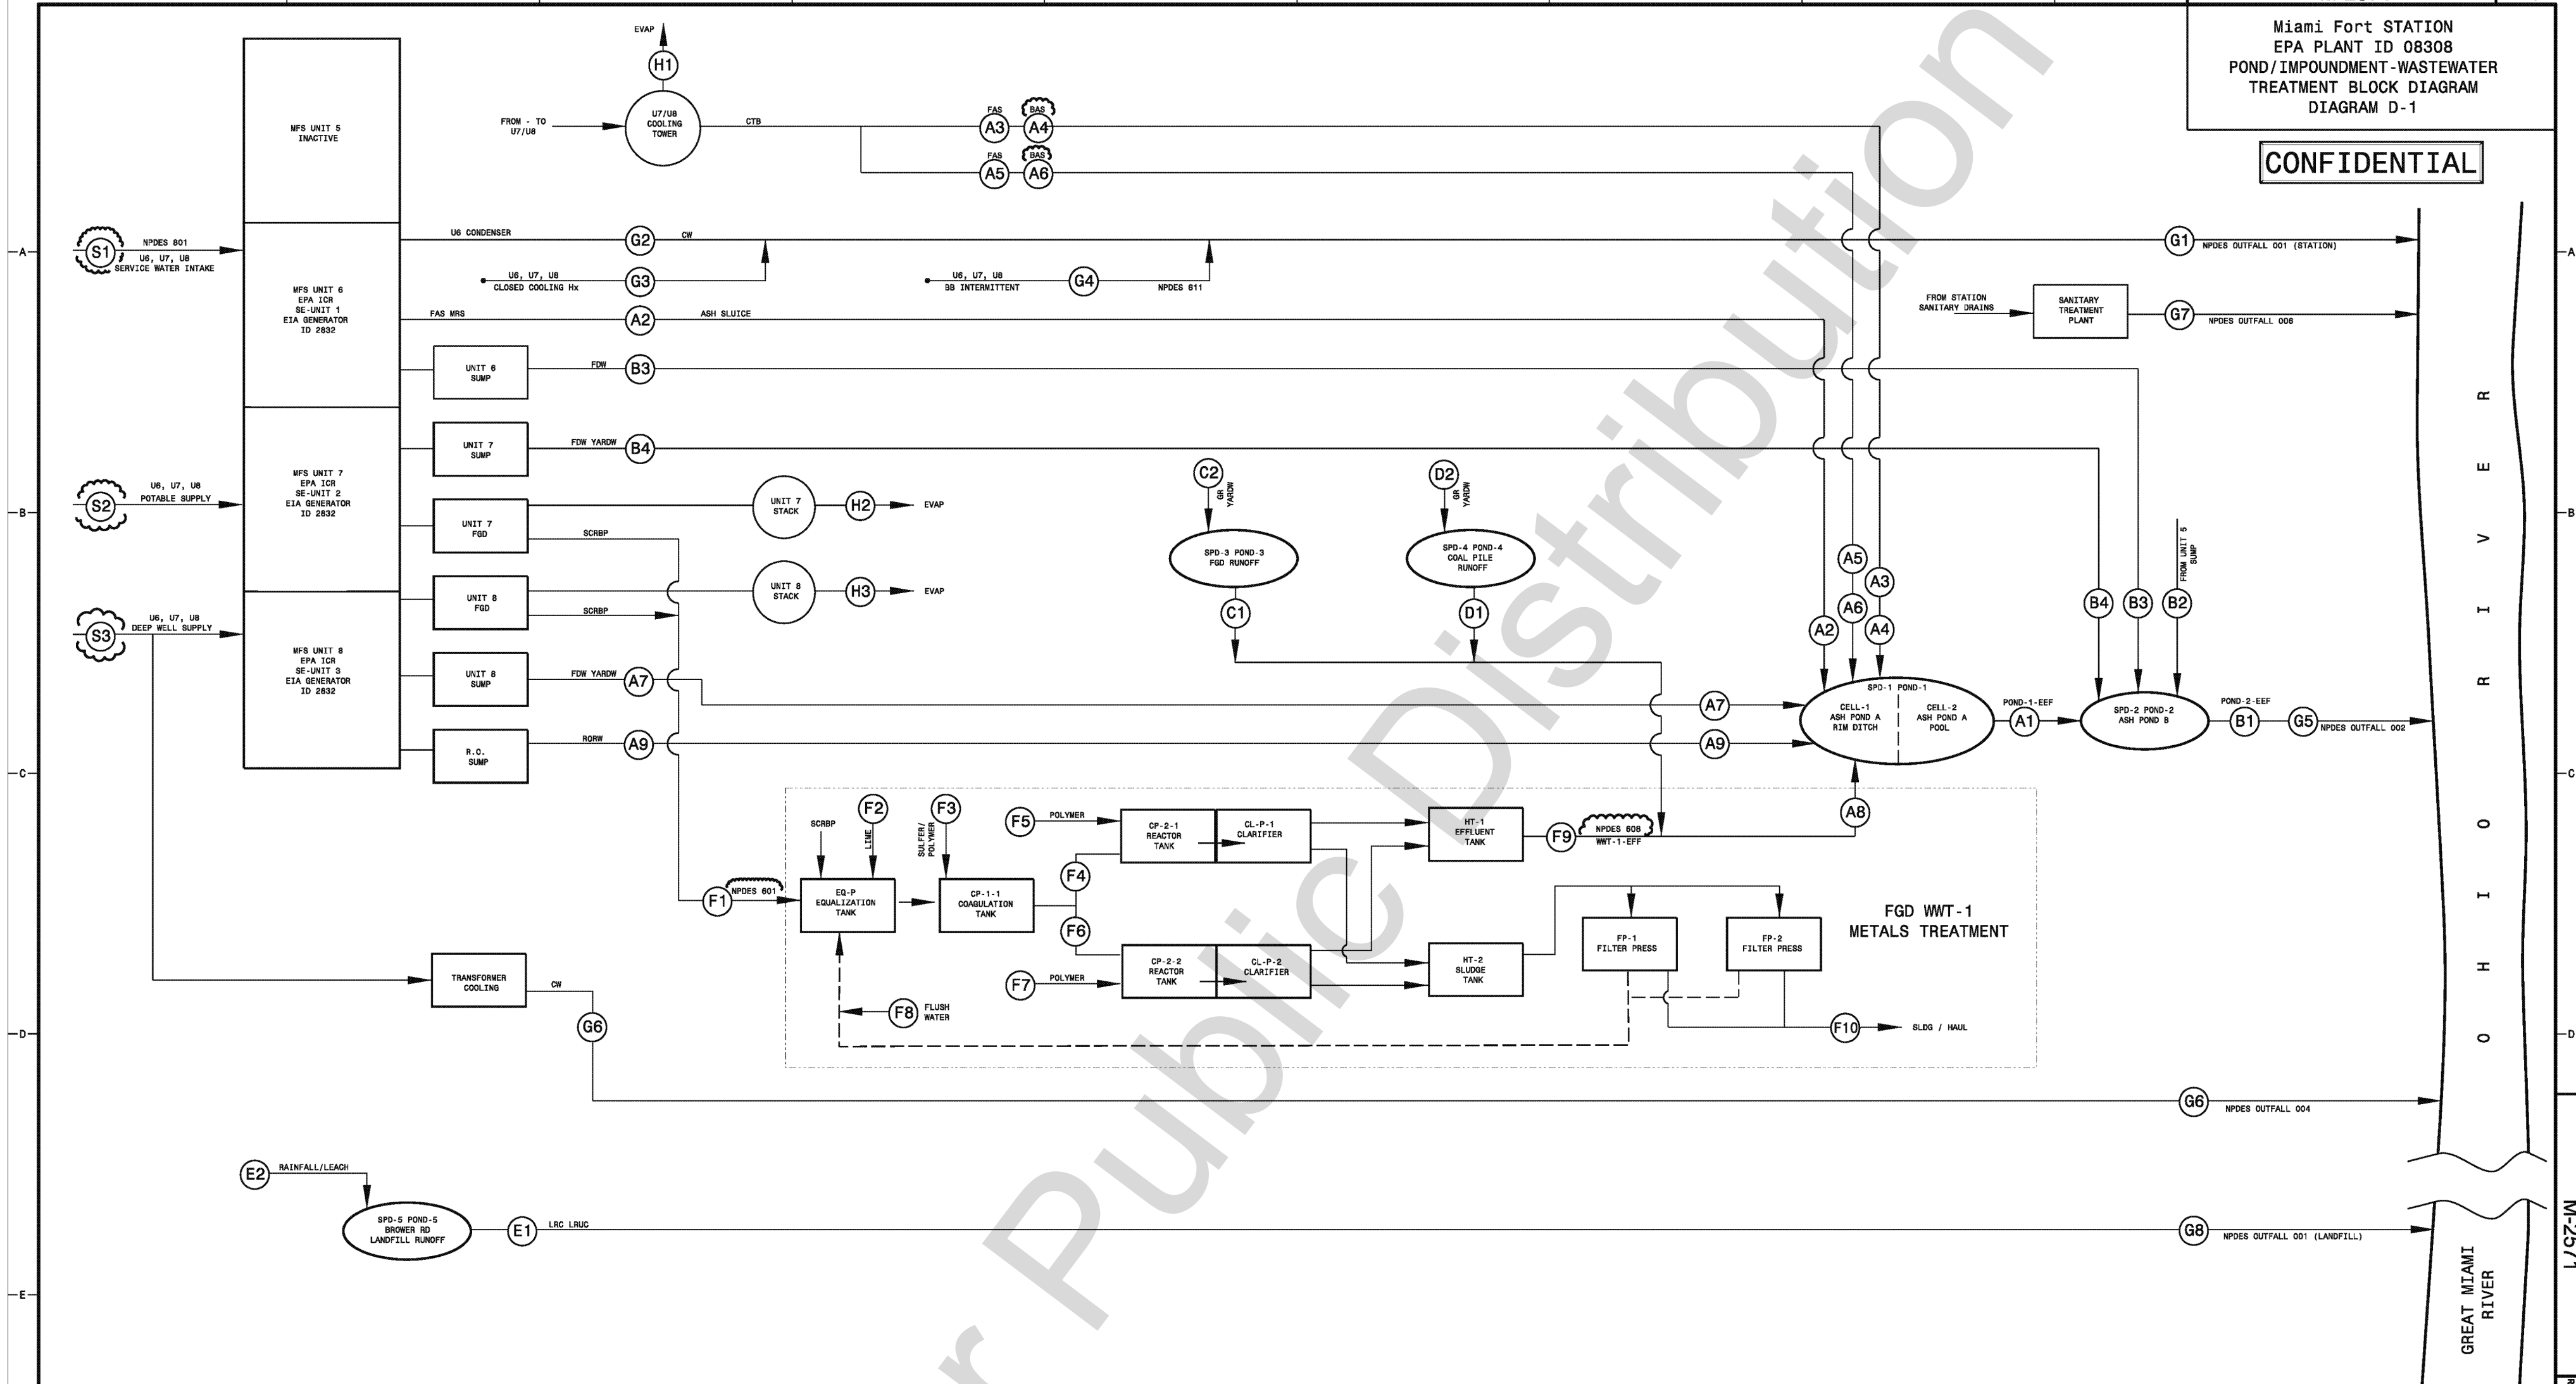 Miami Fort STATION
EPA PLANT ID 08308
POND/IMPOUNDMENT-WASTEWATER
TREATMENT BLOCK DIAGRAM
DIAGRAM D-1
CONFIDENTIAL
EVAP
H1
FROM - TO
U7/U8
U7/U8
COOLING
TOWER
CTB
FAS
BAS
A3
A4
FAS
BAS
A5
A6
MFS UNIT 5
INACTIVE
A
S1
NPDES 801
U6, U7, U8
SERVICE WATER INTAKE
MFS UNIT 6
EPA ICR
SE-UNIT 1
EIA GENERATOR
ID 2832
U6 CONDENSER
G2
CW
G1
NPDES OUTFALL 001 (STATION)
A
U6, U7, U8
CLOSED COOLING Hx
G3
U6, U7, U8
BB INTERMITTENT
G4
NPDES 611
FROM STATION
SANITARY DRAINS
SANITARY
TREATMENT
PLANT
G7
NPDES OUTFALL 006
FAS MRS
A2
ASH SLUICE
UNIT 6
SUMP
FDW
B3
UNIT 7
SUMP
FDW YARDW
B4
MFS UNIT 7
EPA ICR
SE-UNIT 2
EIA GENERATOR
ID 2832
B
S2
U6, U7, U8
POTABLE SUPPLY
UNIT 7
FGD
SCRBP
UNIT 7
STACK
H2
EVAP
C2
GR
YARDW
D2
GR
YARDW
B
SPD-3 POND-3
FGD RUNOFF
SPD-4 POND-4
COAL PILE
RUNOFF
C1
D1
UNIT 8
FGD
SCRBP
UNIT 8
STACK
H3
EVAP
A5
A3
A6
A2
A4
FROM UNIT 5
SUMP
B4
B3
B2
S3
U6, U7, U8
DEEP WELL SUPPLY
MFS UNIT 8
EPA ICR
SE-UNIT 3
EIA GENERATOR
ID 2832
UNIT 8
SUMP
FDW YARDW
A7
A7
R.O.
SUMP
RORW
A9
A9
SPD-1 POND-1
CELL-1
ASH POND A
RIM DITCH
CELL-2
ASH POND A
POOL
POND-1-EEF
A1
SPD-2 POND-2
ASH POND B
POND-2-EEF
B1
G5
NPDES OUTFALL 002
C
C
A8
SCRBP
F2
LIME
F3
SULFER/
POLYMER
F5
POLYMER
CP-2-1
REACTOR
TANK
CL-P-1
CLARIFIER
HT-1
EFFLUENT
TANK
F9
NPDES 608
WWT-1-EFF
F1
NPDES 601
EQ-P
EQUALIZATION
TANK
CP-1-1
COAGULATION
TANK
F4
F6
FGD WWT-1
METALS TREATMENT
FP-1
FILTER PRESS
FP-2
FILTER PRESS
F7
POLYMER
CP-2-2
REACTOR
TANK
CL-P-2
CLARIFIER
HT-2
SLUDGE
TANK
F8
FLUSH
WATER
F10
SLDG / HAUL
TRANSFORMER
COOLING
CW
G6
D
D
G6
NPDES OUTFALL 004
E2
RAINFALL/LEACH
SPD-5 POND-5
BROWER RD
LANDFILL RUNOFF
E1
LRC LRUC
G8
NPDES OUTFALL 001 (LANDFILL)
E
OHIO RIVER
GREAT MIAMI
RIVER
M-2571
r Public Distribution